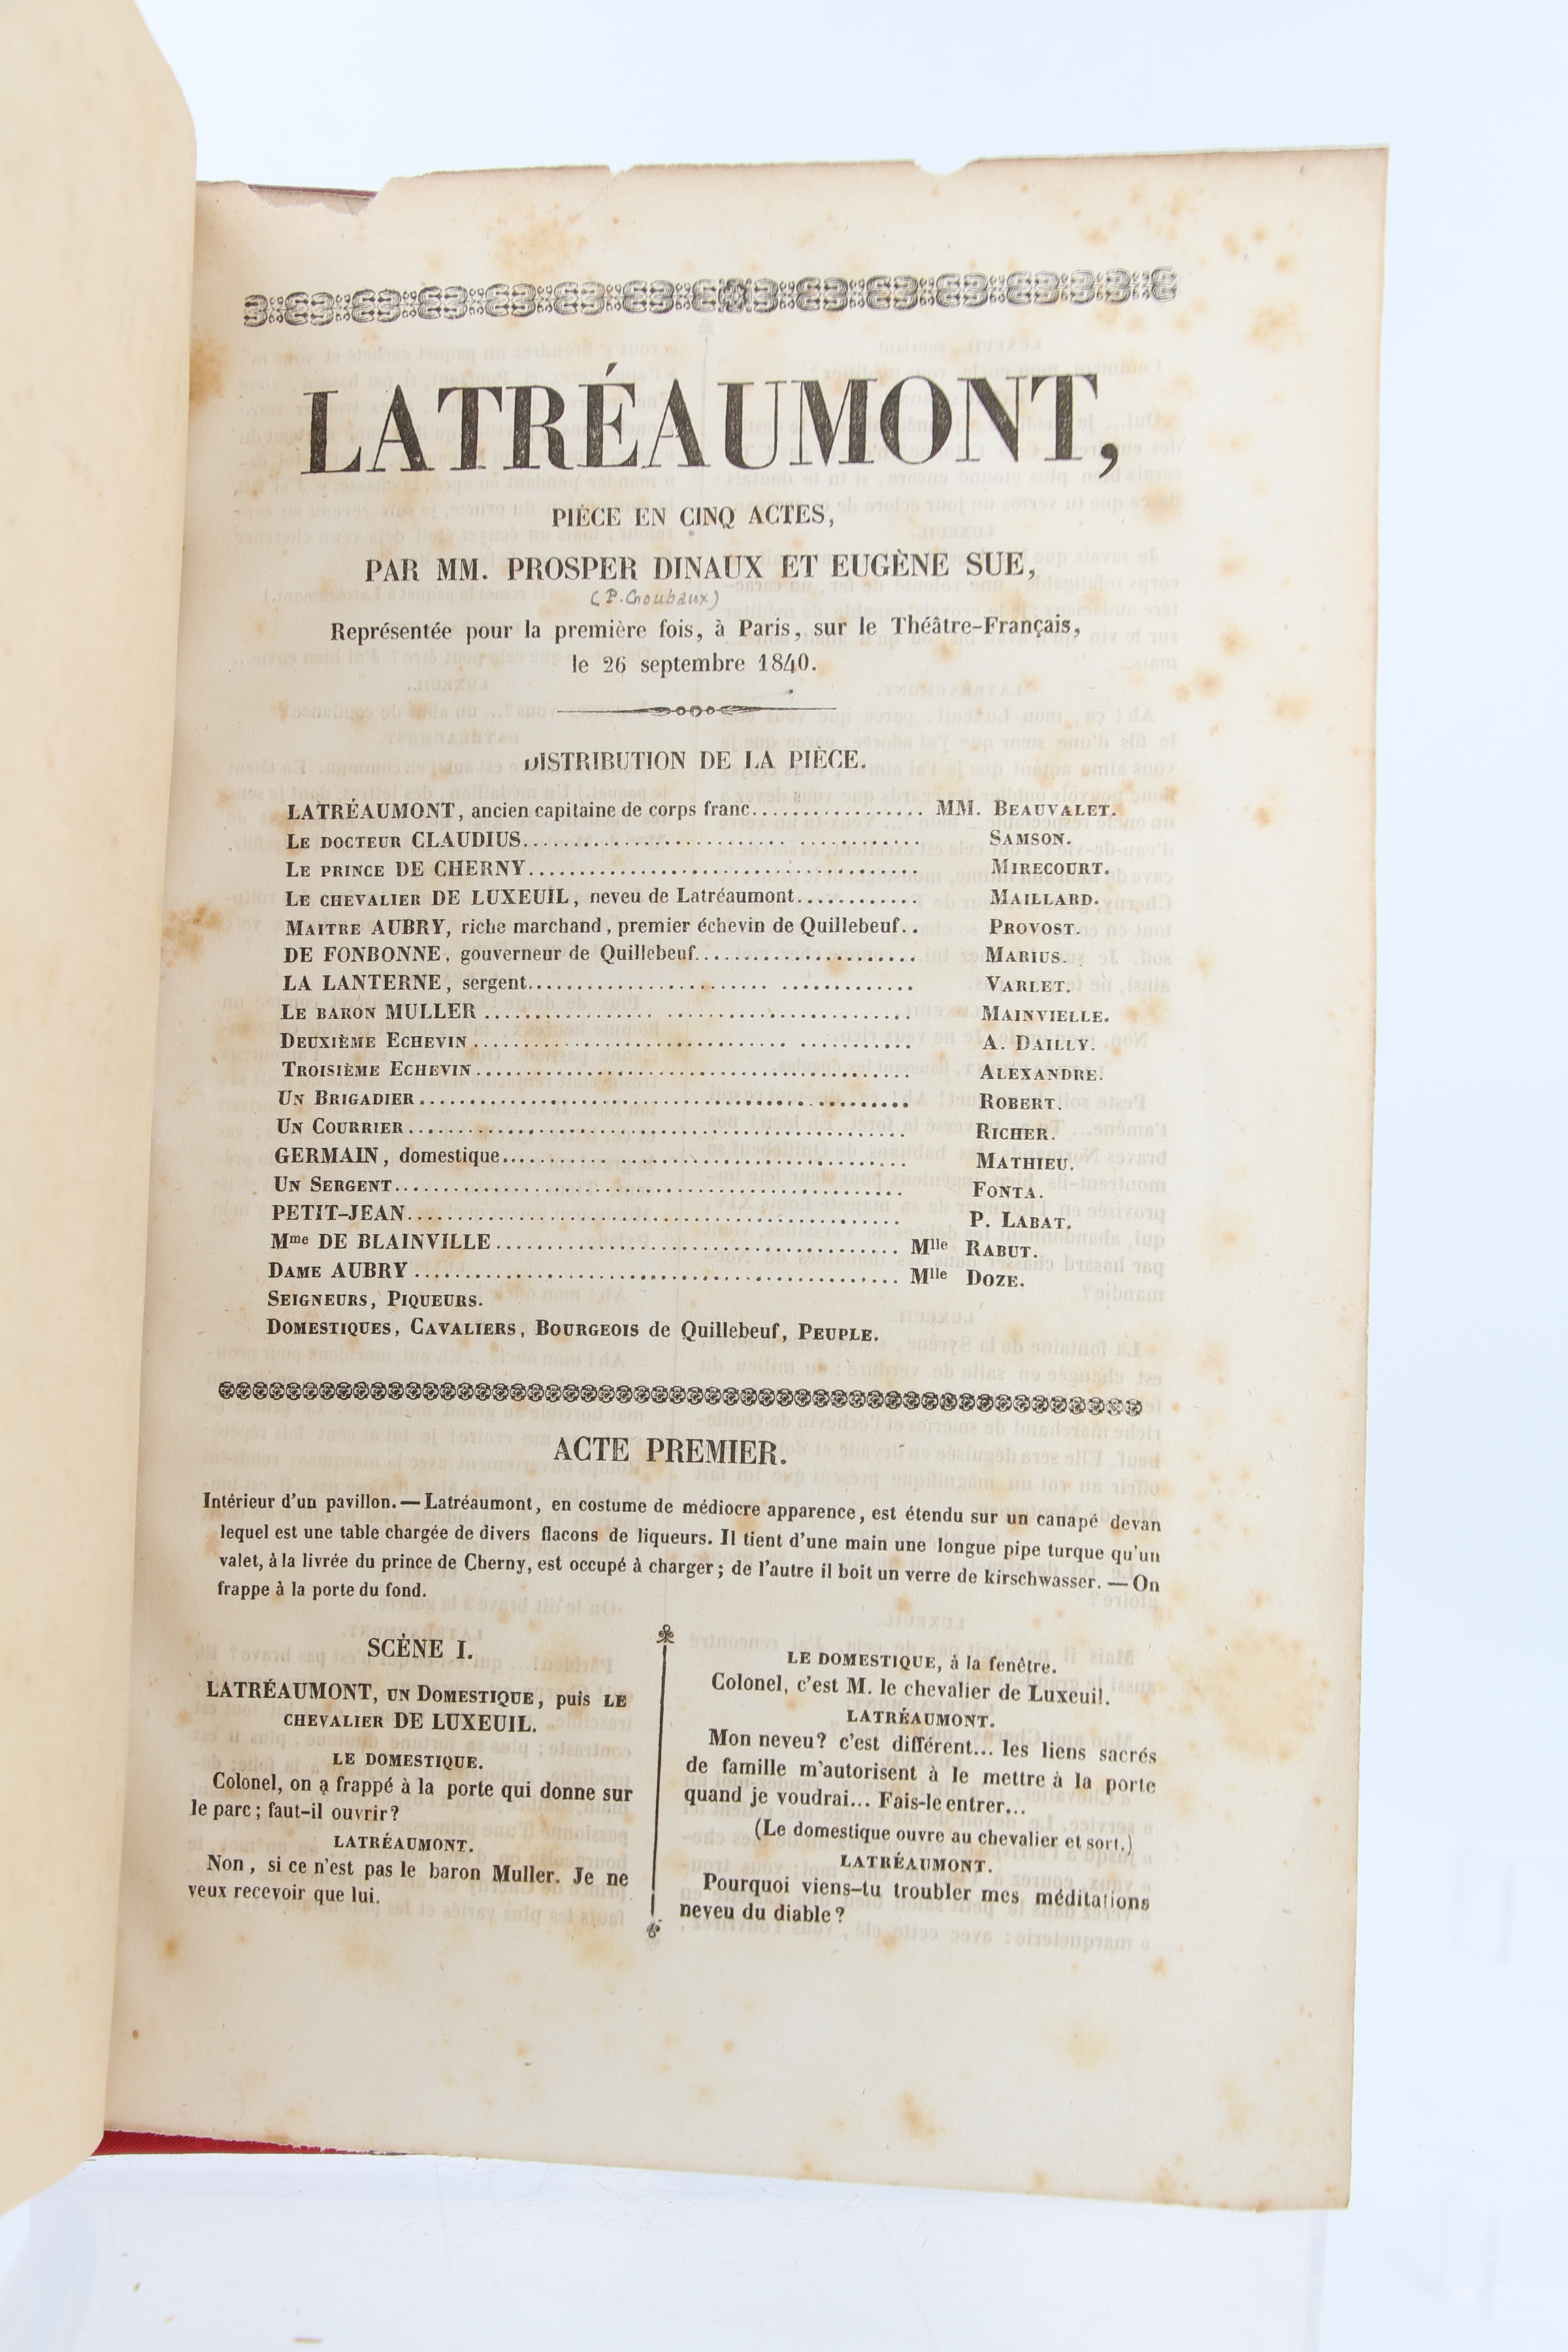 LATRÉAUMONT,
PIÈCE EN CINQ ACTES,
PAR MM. PROSPER DINAUX ET EUGÈNE SUE,
(P. Goubaux)
Représentée pour la première fois, à Paris, sur le Théâtre-Français,
le 26 septembre 1840.
DISTRIBUTION DE LA PIÈCE.
LATRÉAUMONT, ancien capitaine de corps franc................. MM. BEAUVALET.
LE DOCTEUR CLAUDIUS........................................ SAMSON.
LE PRINCE DE CHERNY........................................ MIRECOURT.
LE CHEVALIER DE LUXEUIL, neveu de Latréaumont............ MAILLARD.
MAITRE AUBRY, riche marchand, premier échevin de Quillebeuf.. PROVOST.
DE FONBONNE, gouverneur de Quillebeuf...................... MARIUS.
LA LANTERNE, sergent...................................... VARLET.
LE BARON MULLER .......................................... MAINVIELLE.
DEUXIÈME ECHEVIN .......................................... A. DAILLY.
TROISIÈME ECHEVIN.......................................... ALEXANDRE.
UN BRIGADIER................................................ RObert.
UN COURRIER................................................ RICHER.
GERMAIN, domestique........................................ MATHIEU.
UN SERGENT.................................................. FONTA.
PETIT-JEAN.................................................. P. LABAT.
Mme DE BLAINVILLE.......................................... Mlle RABUT.
DAME AUBRY ................................................ Mlle DOZE.
SEIGNEURS, PIQUEURS.
DOMESTIQUES, CAVALIERS, BOURGEOIS de Quillebeuf, PEUPLE.
ACTE PREMIER.
Intérieur d'un pavillon. — Latréaumont, en costume de médiocre apparence, est étendu sur un canapé devan
lequel est une table chargée de divers flacons de liqueurs. Il tient d'une main une longue pipe turque qu'un
valet, à la livrée du prince de Cherny, est occupé à charger; de l'autre il boit un verre de kirschwasser. — On
frappe à la porte du fond.
SCÈNE I.
LATRÉAUMONT, UN DOMESTIQUE, puis LE
CHEVALIER DE LUXEUIL.
LE DOMESTIQUE.
Colonel, on a frappé à la porte qui donne sur
le parc; faut-il ouvrir?
LATRÉAUMONT.
Non, si ce n'est pas le baron Muller. Je ne
veux recevoir que lui.
LE DOMESTIQUE, à la fenêtre.
Colonel, c'est M. le chevalier de Luxeuil.
LATRÉAUMONT.
Mon neveu? c'est différent... les liens sacrés
de famille m'autorisent à le mettre à la porte
quand je voudrai... Fais-le entrer...
(Le domestique ouvre au chevalier et sort.)
LATRÉAUMONT.
Pourquoi viens-tu troubler mes méditations
neveu du diable?